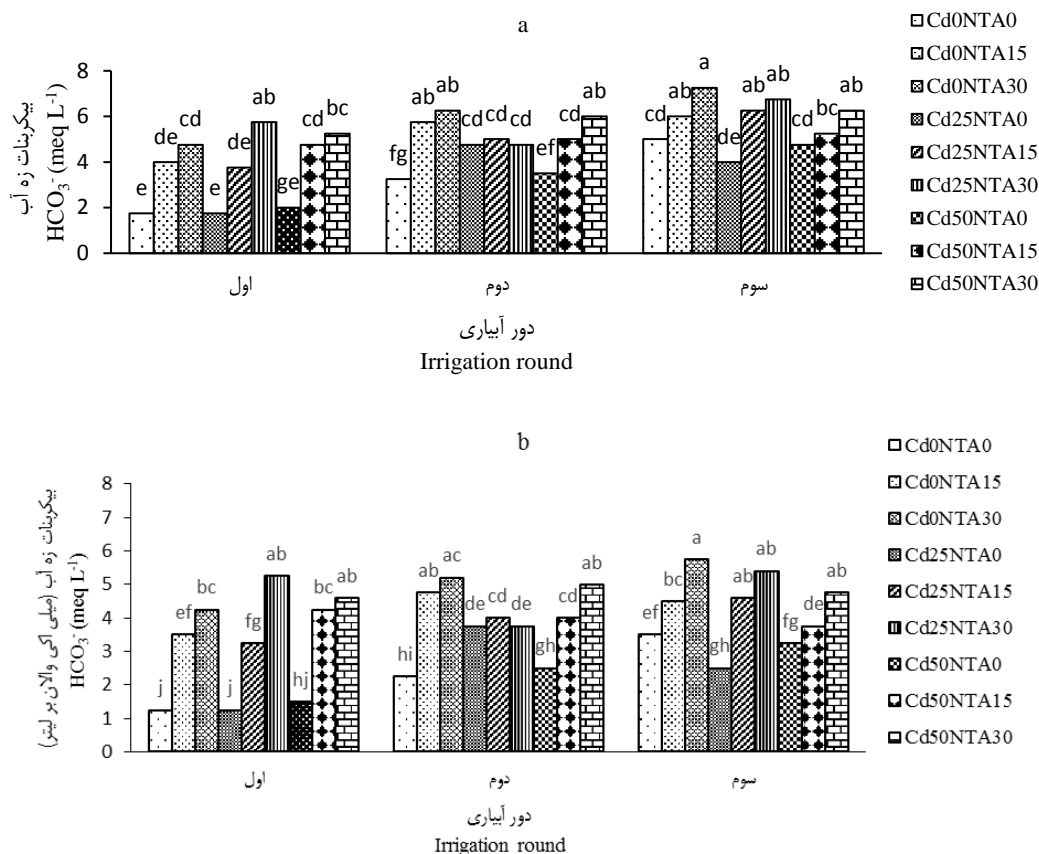 a
Cd0NTA0
Cd0NTA15
Cd0NTA30
Cd25NTA0
Cd25NTA15
Cd25NTA30
Cd50NTA0
Cd50NTA15
Cd50NTA30
بیکربنات زه آب
HCO₃⁻ (meq L⁻¹)
8
6
4
2
0
e de cd e de ab ge cd bc
fg ab ab cd cd cd ef cd ab
cd ab a de ab ab cd bc ab
اول دوم سوم
دور آبیاری
Irrigation round
b
Cd0NTA0
Cd0NTA15
Cd0NTA30
Cd25NTA0
Cd25NTA15
Cd25NTA30
Cd50NTA0
Cd50NTA15
Cd50NTA30
بیکربنات زه آب (میلی اکی والان بر لیتر)
HCO₃⁻ (meq L⁻¹)
8
7
6
5
4
3
2
1
0
j ef bc j fg ab hj bc ab
hi ab ac de cd de gh cd ab
ef bc a gh ab ab fg de ab
اول دوم سوم
دور آبیاری
Irrigation round